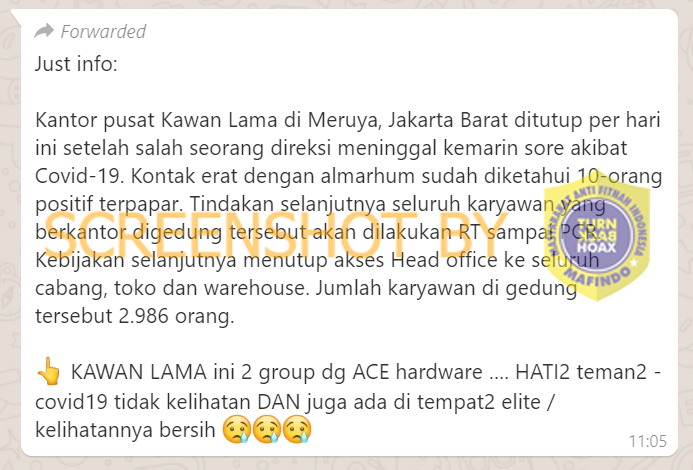 Forwarded
Just info:
Kantor pusat Kawan Lama di Meruya, Jakarta Barat ditutup per hari
ini setelah salah seorang direksi meninggal kemarin sore akibat
Covid-19. Kontak erat dengan almarhum sudah diketahui 10-orang
positif terpapar. Tindakan selanjutnya seluruh karyawan yang
berkantor digedung tersebut akan dilakukan RT sampai PCR.
Kebijakan selanjutnya menutup akses Head office ke seluruh
cabang, toko dan warehouse. Jumlah karyawan di gedung
tersebut 2.986 orang.
👆 KAWAN LAMA ini 2 group dg ACE hardware .... HATI2 teman2 -
covid19 tidak kelihatan DAN juga ada di tempat2 elite /
kelihatannya bersih 😢😢😢
11:05
SCREENSHOT BY
MASYARAKAT ANTI FITNAH INDONESIA
TURN
BACK
HOAX
MAFINDO